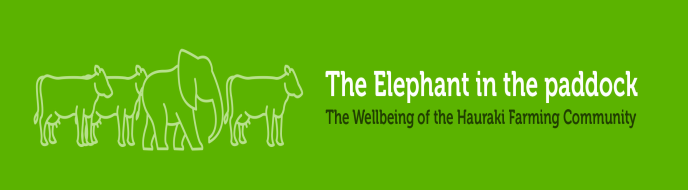 The Elephant in the paddock
The Wellbeing of the Hauraki Farming Community